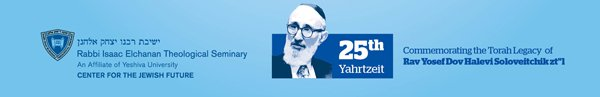 ישיבת רבנו יצחק אלחנן
Rabbi Isaac Elchanan Theological Seminary
An Affiliate of Yeshiva University
CENTER FOR THE JEWISH FUTURE
25th
Yahrtzeit
Commemorating the Torah Legacy of
Rav Yosef Dov Halevi Soloveitchik zt"l